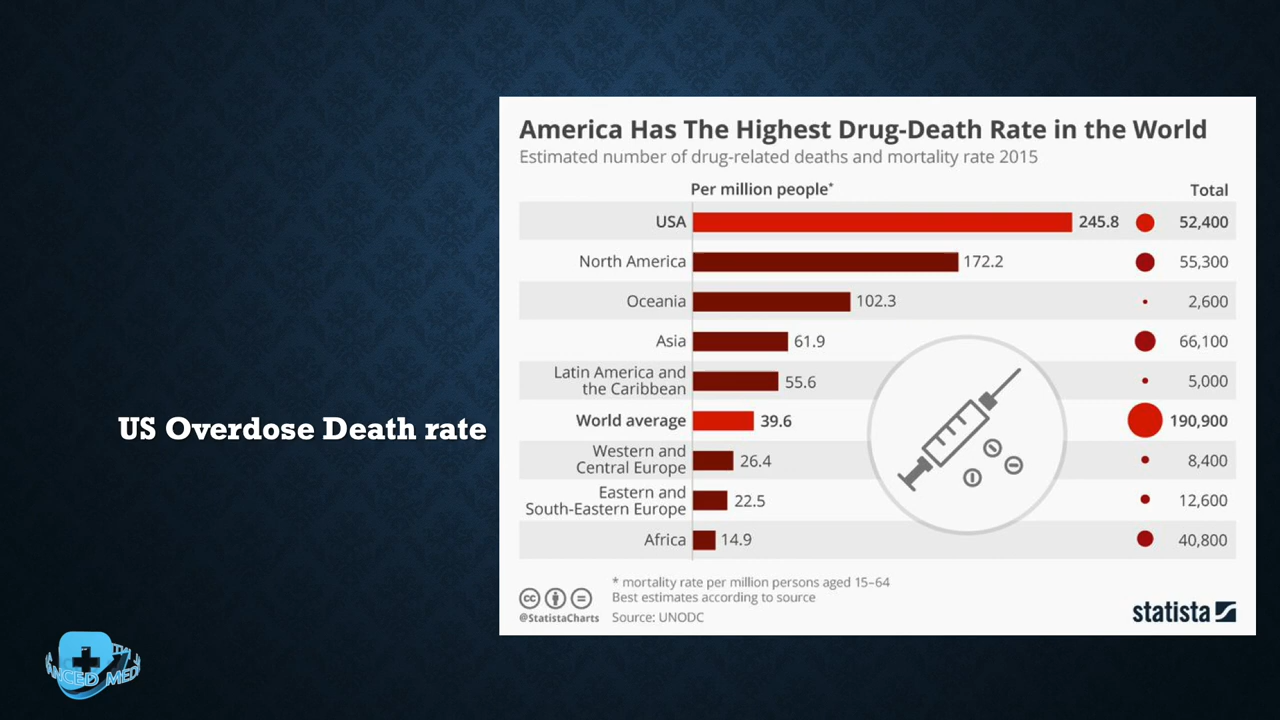 America Has The Highest Drug-Death Rate in the World
Estimated number of drug-related deaths and mortality rate 2015
Per million people* Total
USA 245.8 52,400
North America 172.2 55,300
Oceania 102.3 2,600
Asia 61.9 66,100
Latin America and
the Caribbean 55.6 5,000
World average 39.6 190,900
Western and
Central Europe 26.4 8,400
Eastern and
South-Eastern Europe 22.5 12,600
Africa 14.9 40,800
* mortality rate per million persons aged 15–64
Best estimates according to source
@StatistaCharts Source: UNODC
statista
US Overdose Death rate